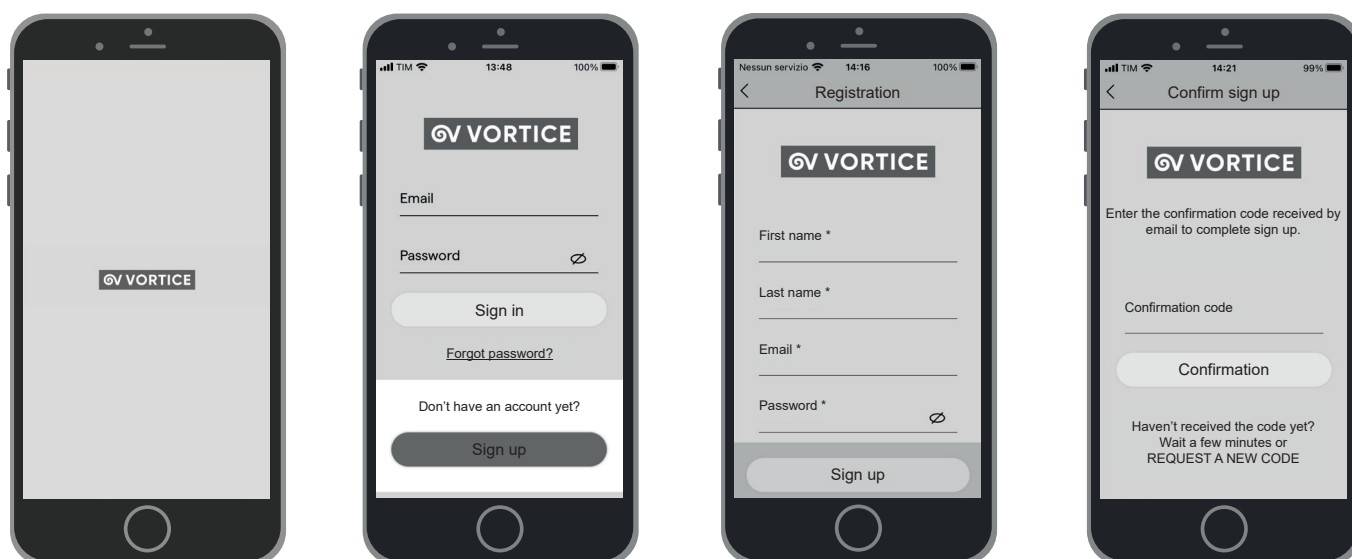 VORTICE
TIM 13:48 100%
VORTICE
Email
Password
Sign in
Forgot password?
Don't have an account yet?
Sign up
Nessun servizio 14:16 100%
Registration
VORTICE
First name *
Last name *
Email *
Password *
Sign up
TIM 14:21 99%
Confirm sign up
VORTICE
Enter the confirmation code received by
email to complete sign up.
Confirmation code
Confirmation
Haven't received the code yet?
Wait a few minutes or
REQUEST A NEW CODE